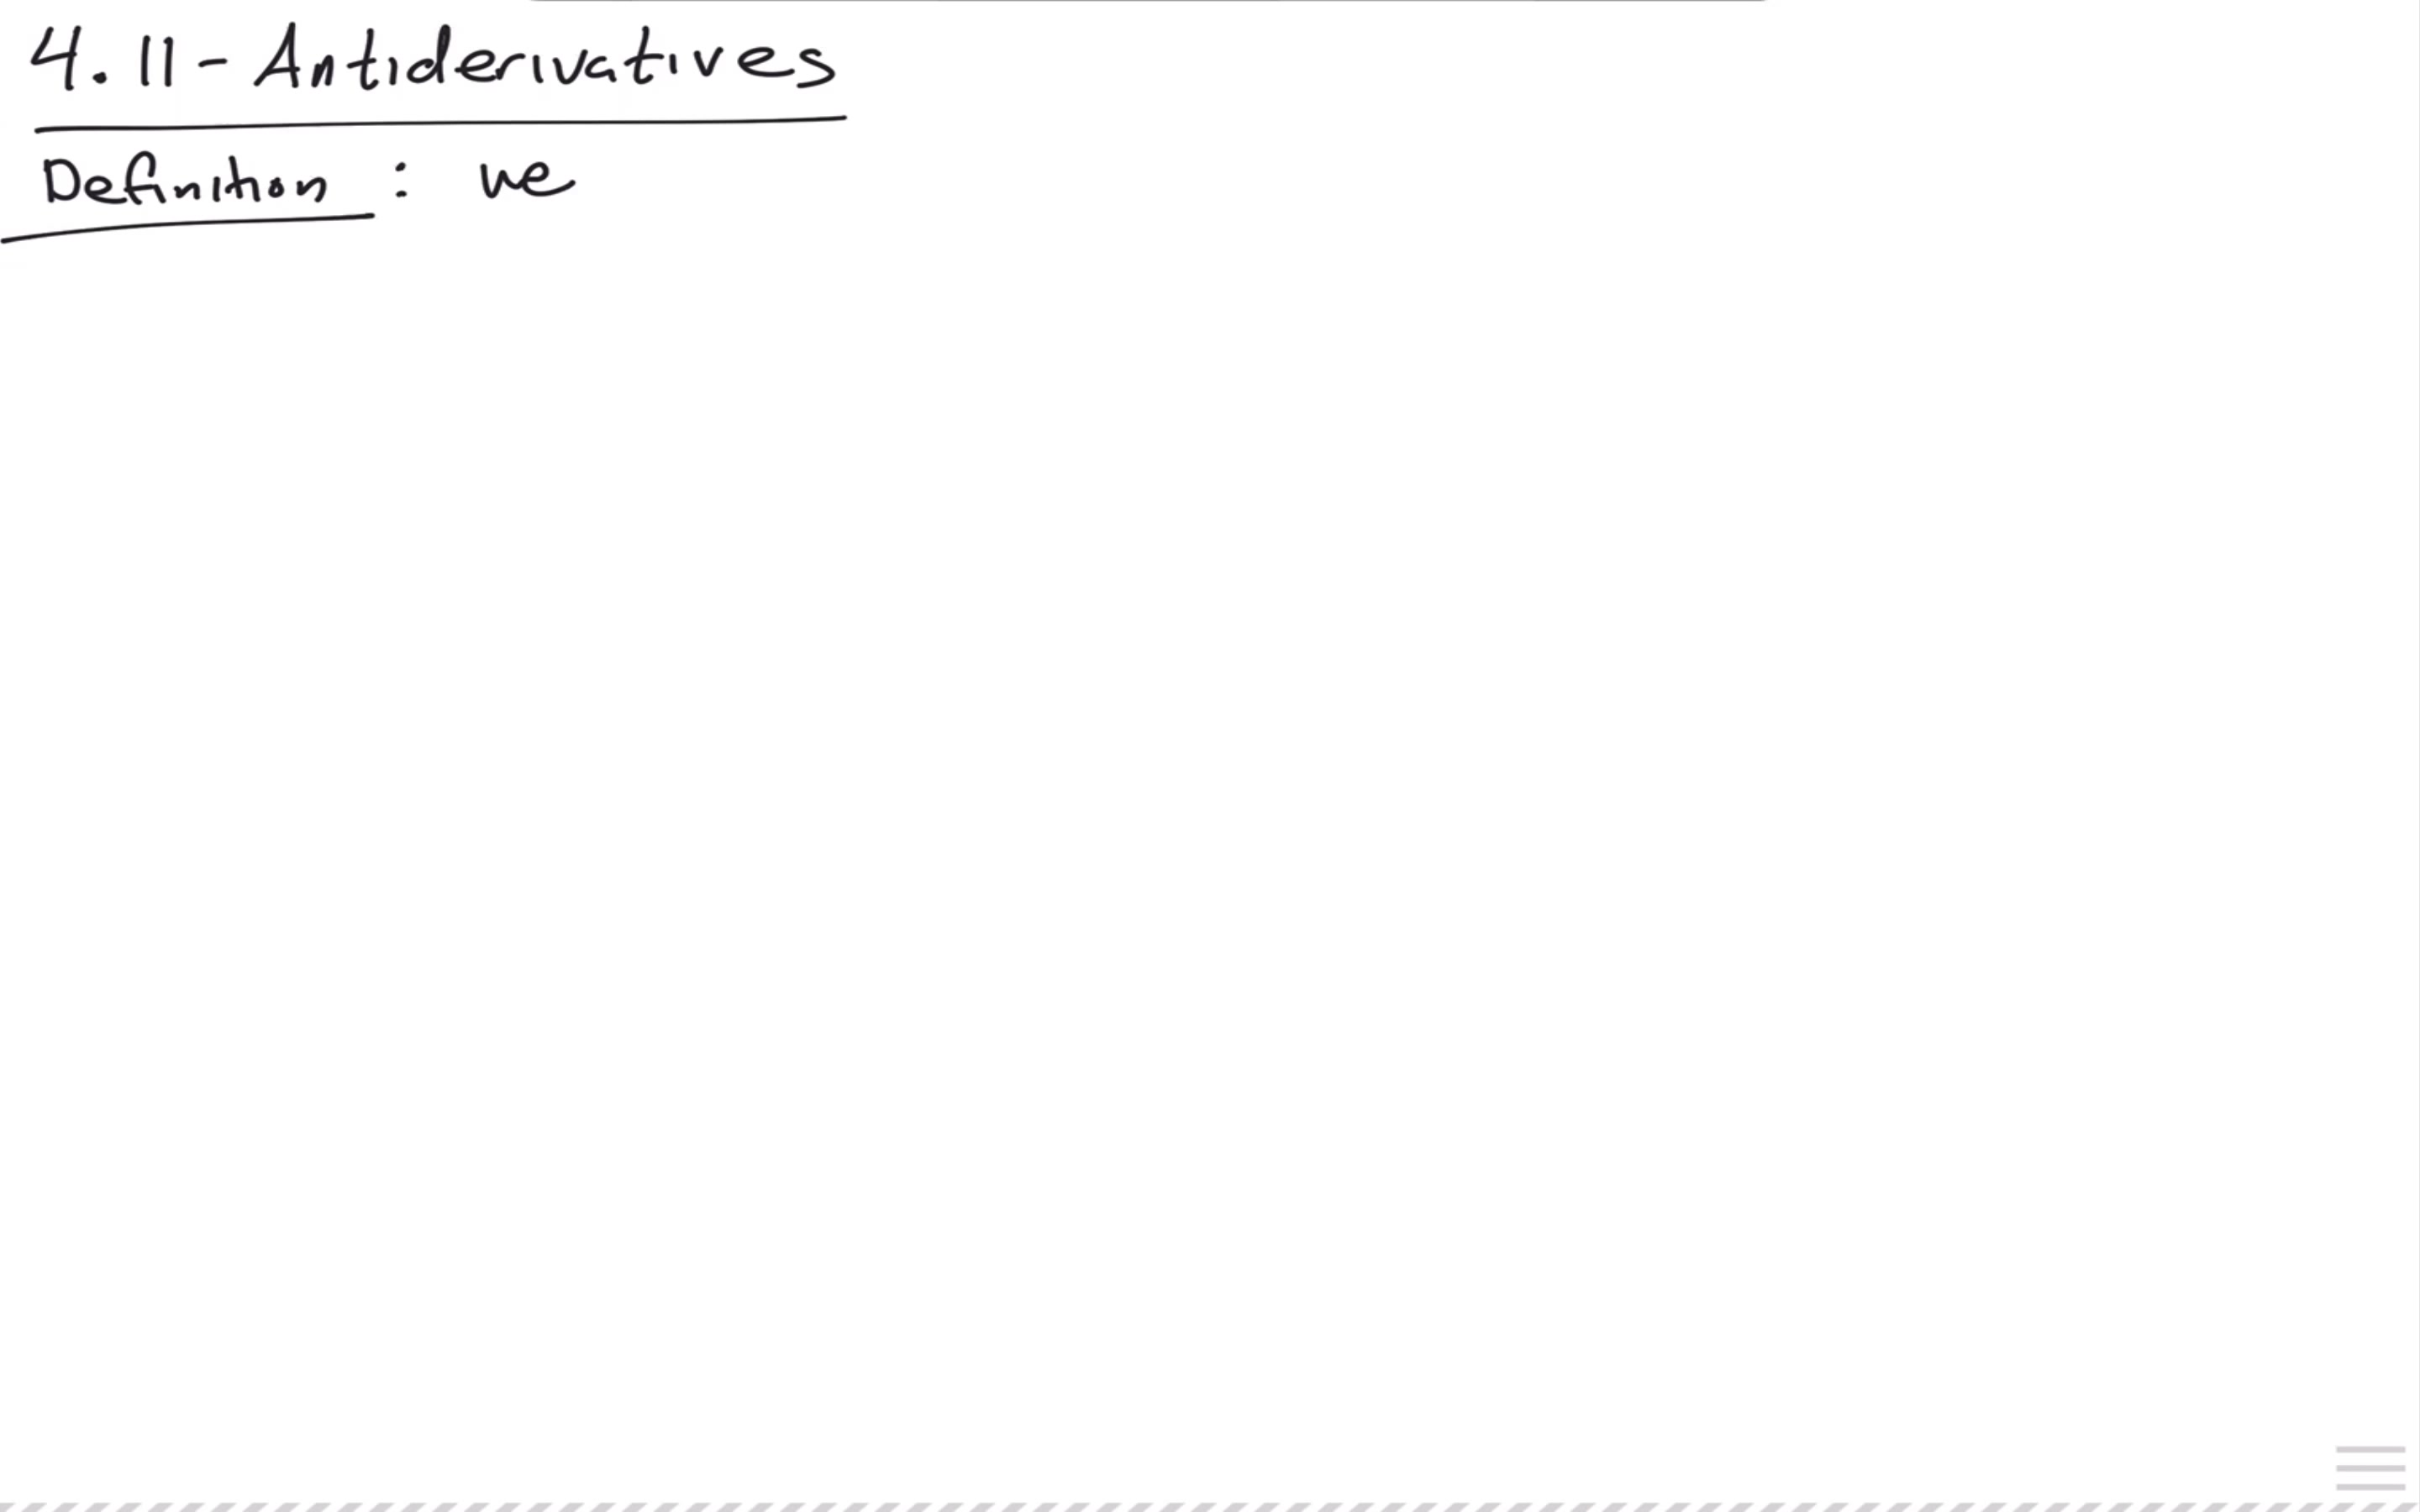 4.11 - Antiderivatives
Definition : we